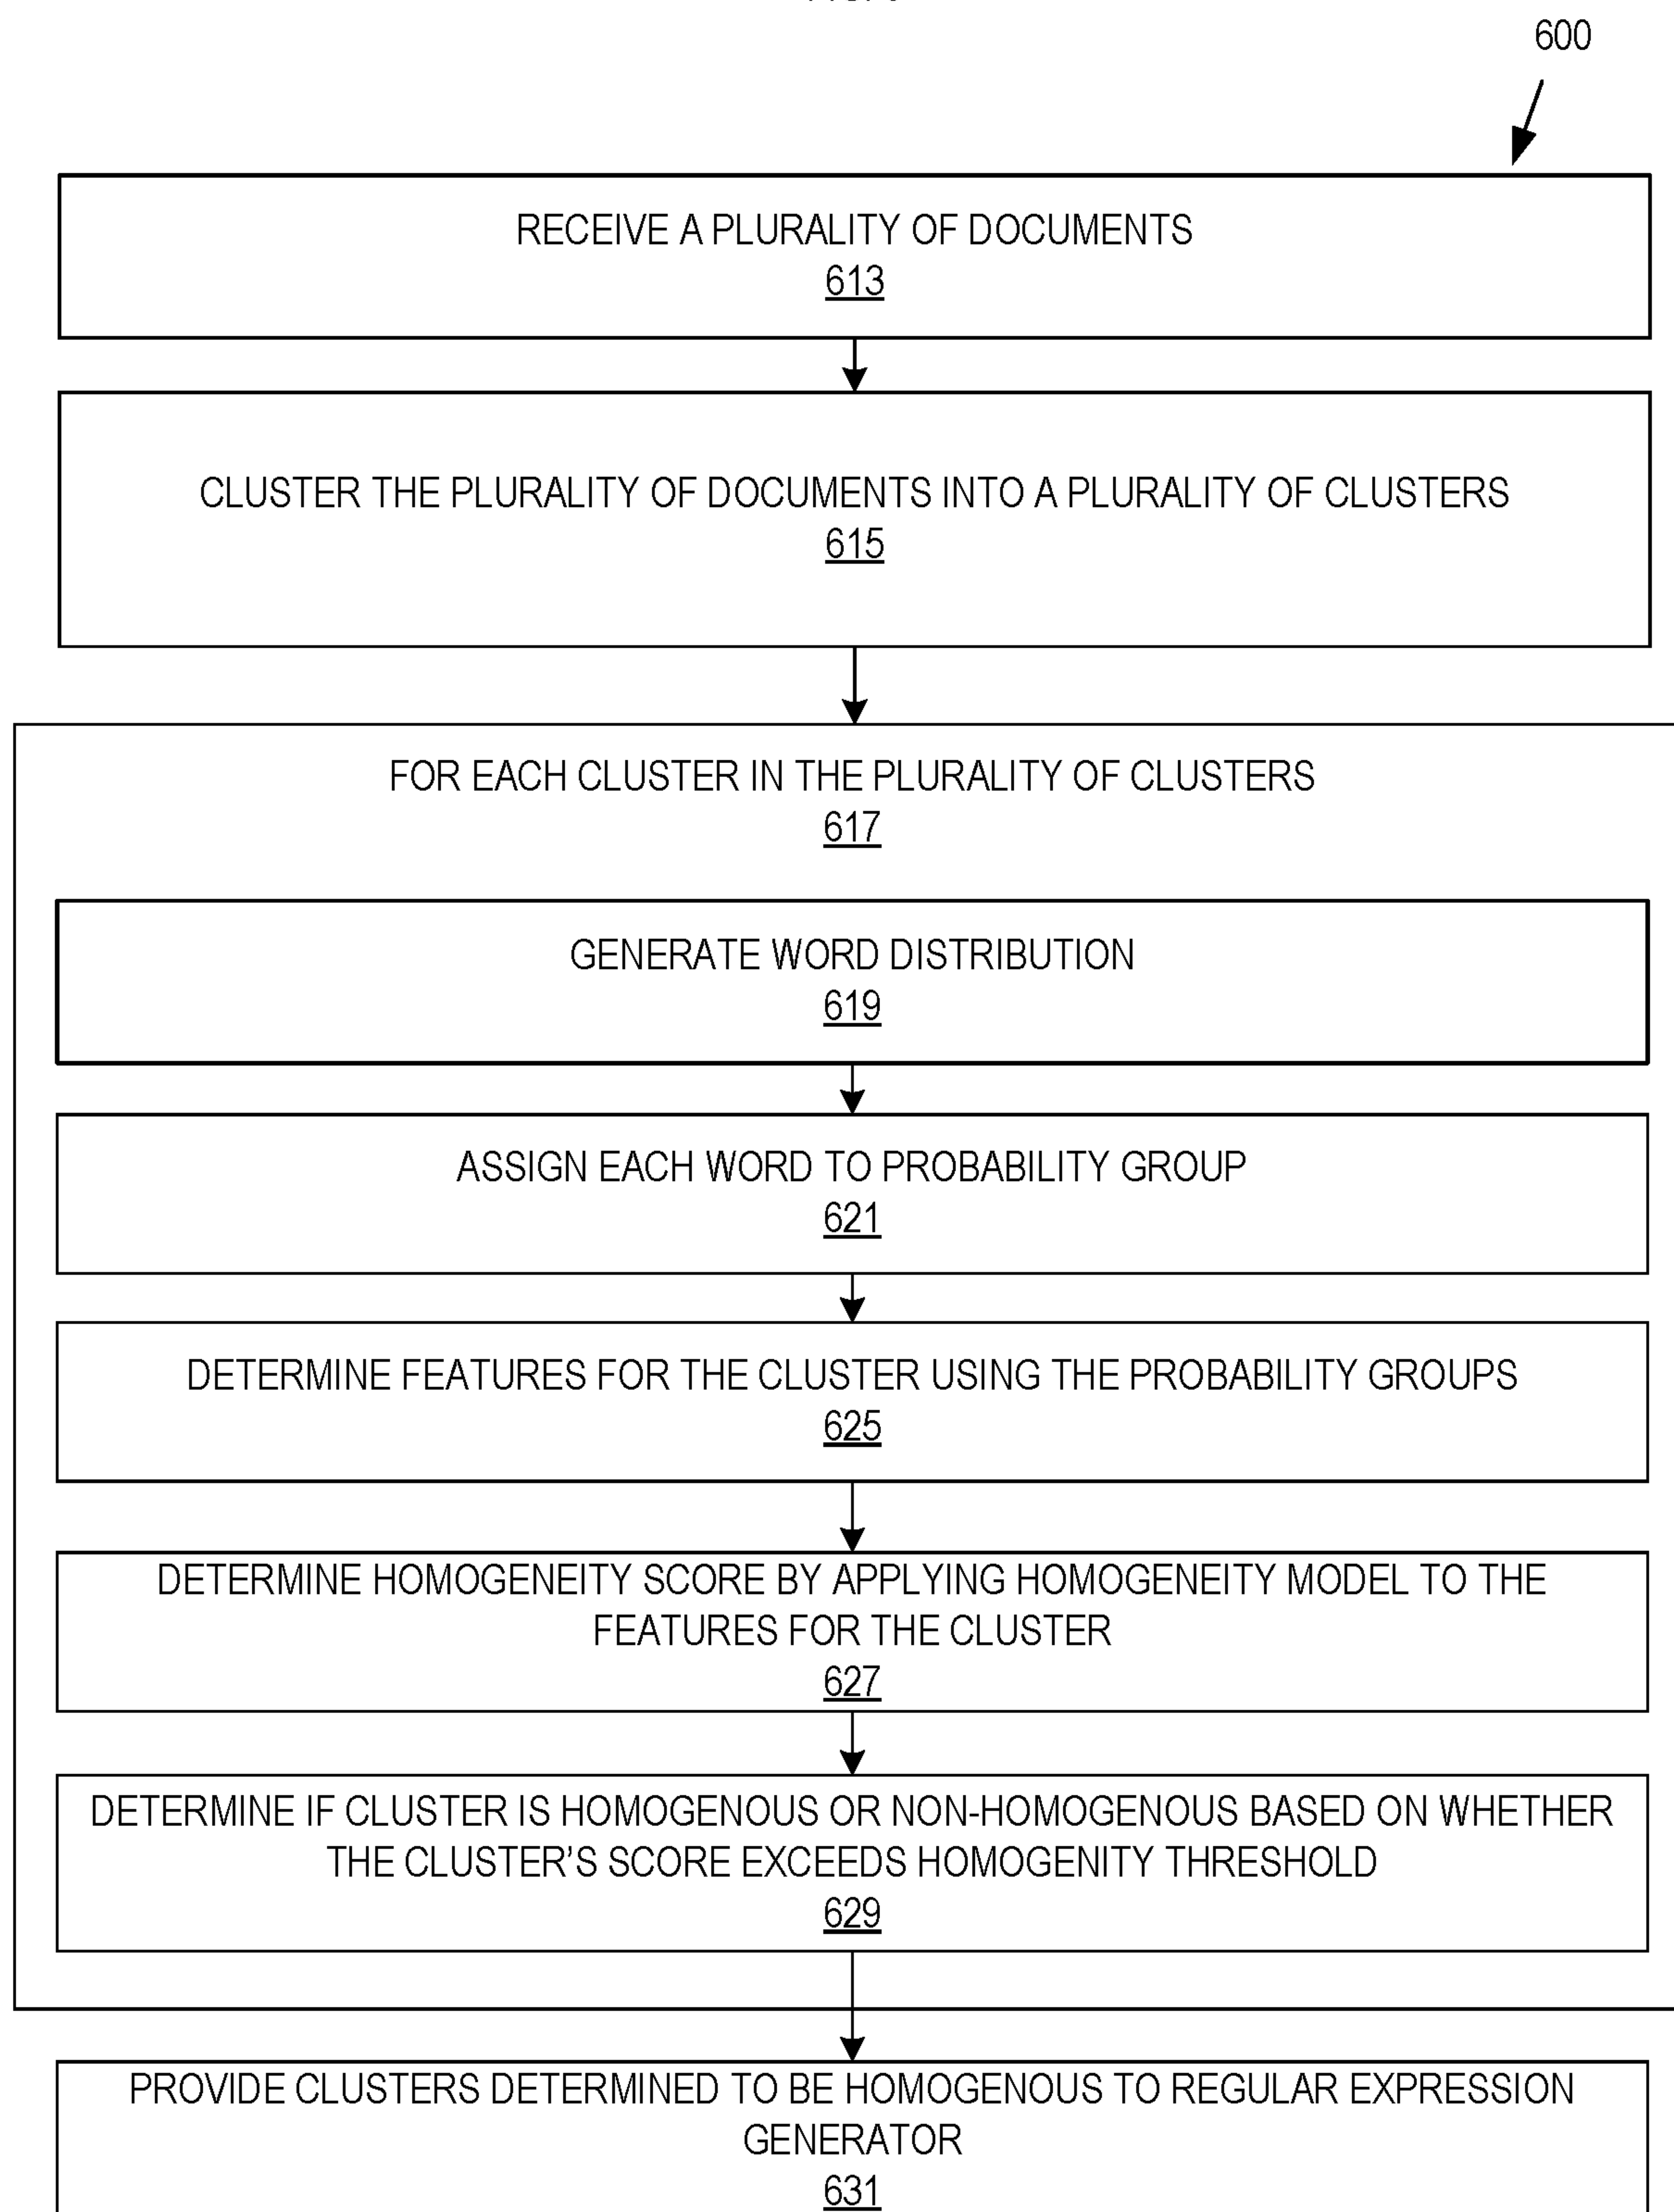 600
RECEIVE A PLURALITY OF DOCUMENTS
613
CLUSTER THE PLURALITY OF DOCUMENTS INTO A PLURALITY OF CLUSTERS
615
FOR EACH CLUSTER IN THE PLURALITY OF CLUSTERS
617
GENERATE WORD DISTRIBUTION
619
ASSIGN EACH WORD TO PROBABILITY GROUP
621
DETERMINE FEATURES FOR THE CLUSTER USING THE PROBABILITY GROUPS
625
DETERMINE HOMOGENEITY SCORE BY APPLYING HOMOGENEITY MODEL TO THE
FEATURES FOR THE CLUSTER
627
DETERMINE IF CLUSTER IS HOMOGENOUS OR NON-HOMOGENOUS BASED ON WHETHER
THE CLUSTER’S SCORE EXCEEDS HOMOGENITY THRESHOLD
629
PROVIDE CLUSTERS DETERMINED TO BE HOMOGENOUS TO REGULAR EXPRESSION
GENERATOR
631